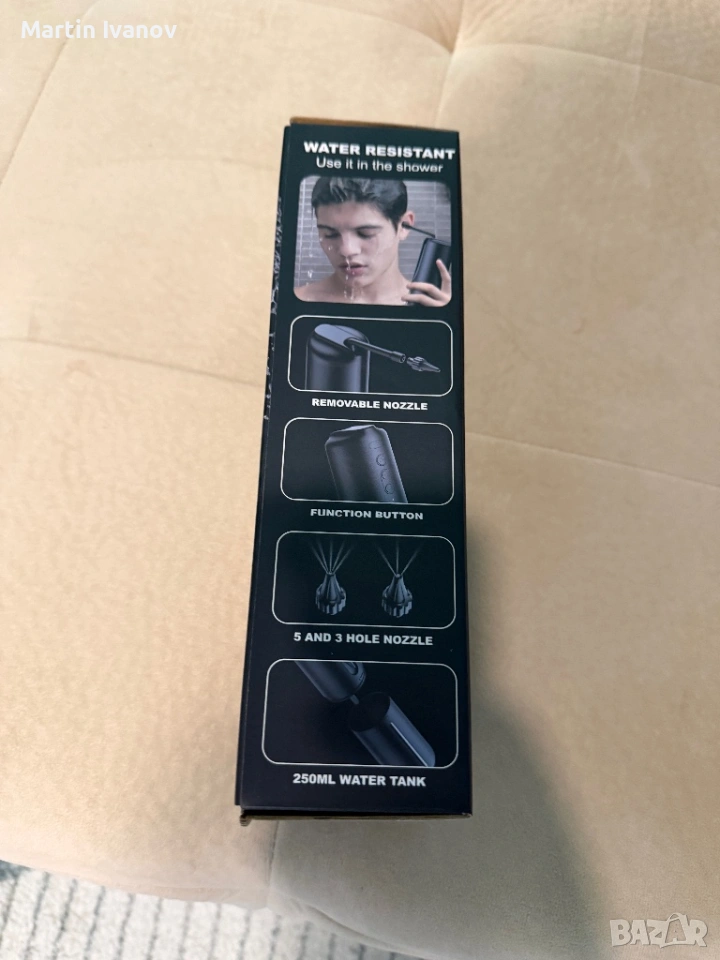 Martin Ivanov
WATER RESISTANT
Use it in the shower
REMOVABLE NOZZLE
FUNCTION BUTTON
5 AND 3 HOLE NOZZLE
250ML WATER TANK
BAZAR